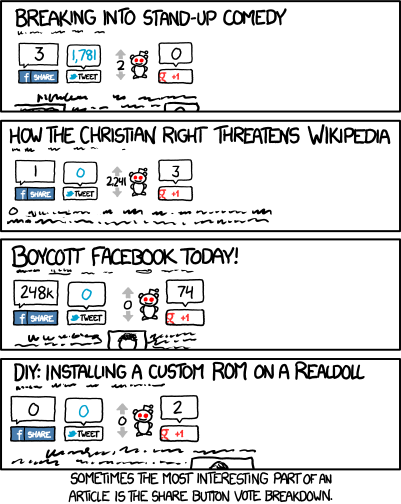 BREAKING INTO STAND-UP COMEDY
3 1,781 2 0
f SHARE TWEET +1
HOW THE CHRISTIAN RIGHT THREATENS WIKIPEDIA
1 0 2,241 3
f SHARE TWEET +1
BOYCOTT FACEBOOK TODAY!
248K 0 0 74
f SHARE TWEET +1
DIY: INSTALLING A CUSTOM ROM ON A REALDOLL
0 0 0 2
f SHARE TWEET +1
SOMETIMES THE MOST INTERESTING PART OF AN
ARTICLE IS THE SHARE BUTTON VOTE BREAKDOWN.